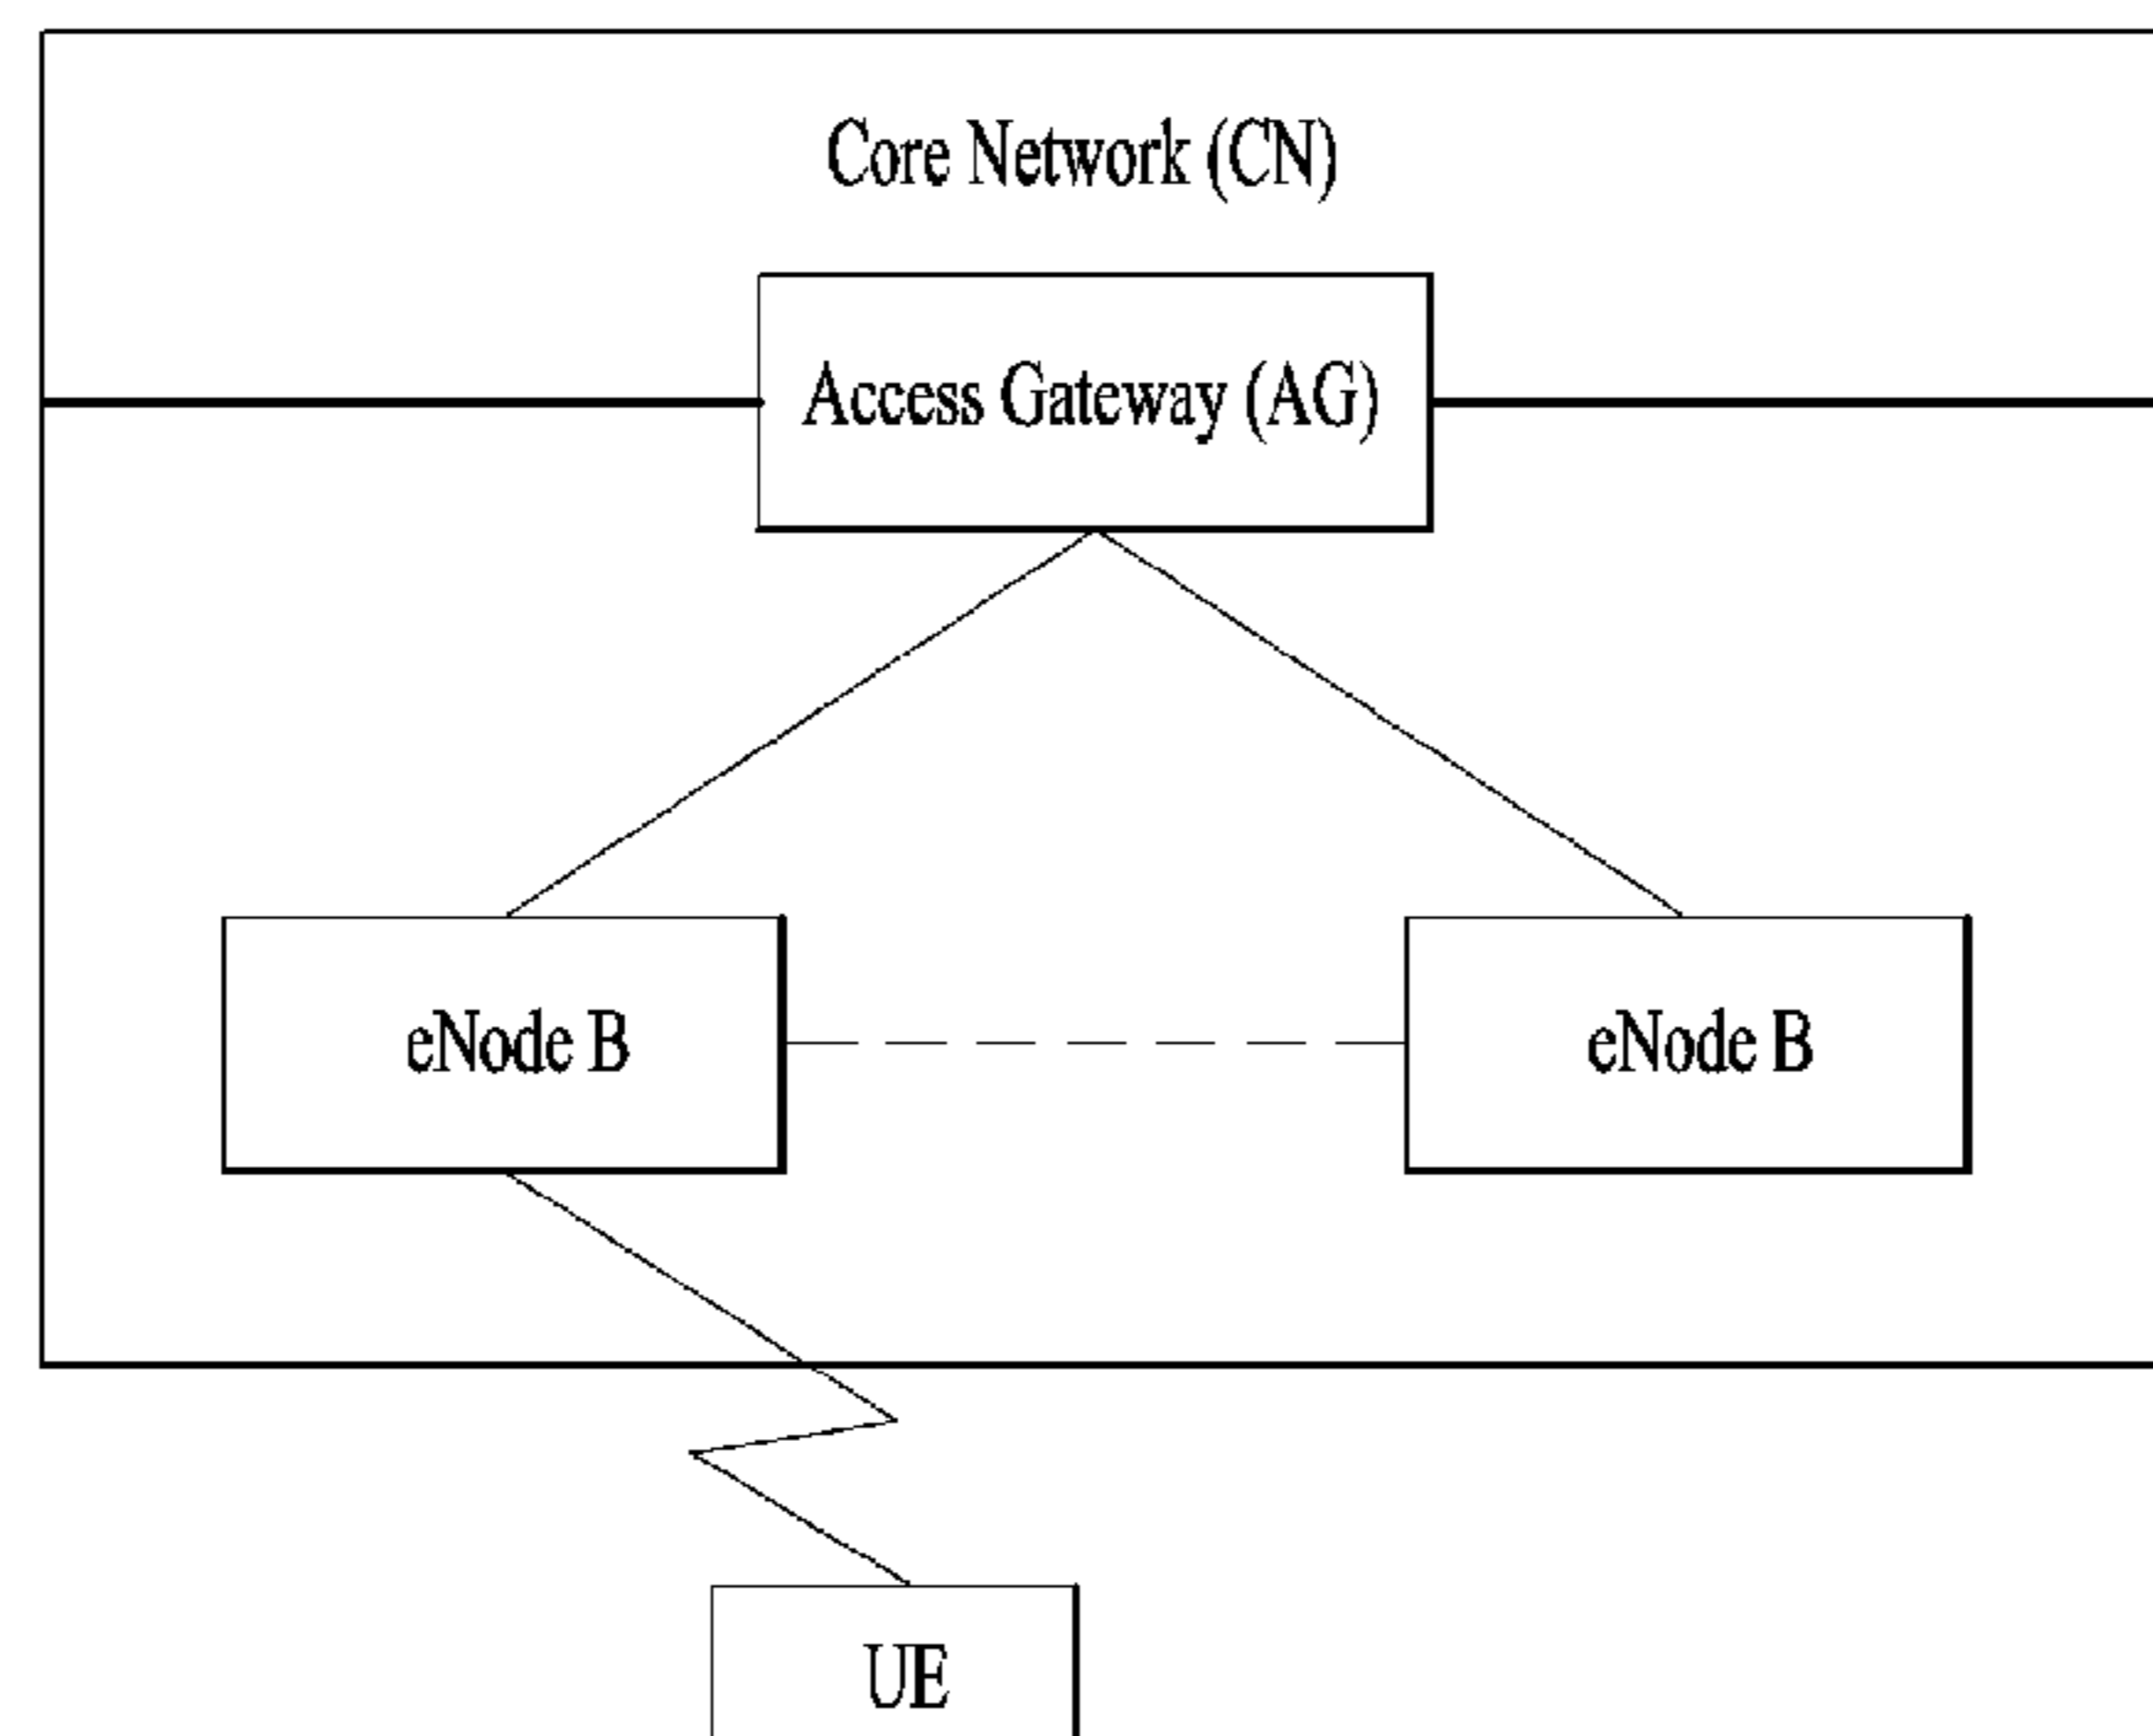 Core Network (CN)
Access Gateway (AG)
eNode B
eNode B
UE